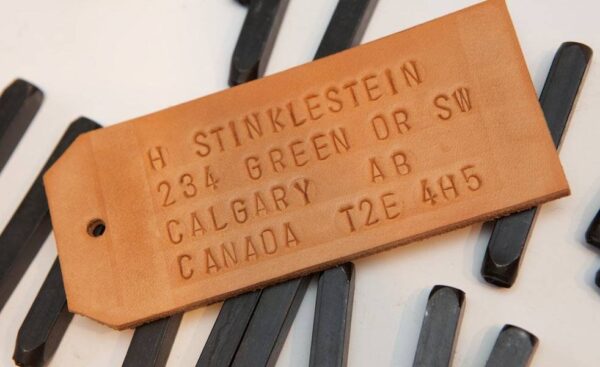 H STINKLESTEIN
234 GREEN DR SW
CALGARY AB
CANADA T2E 4H5